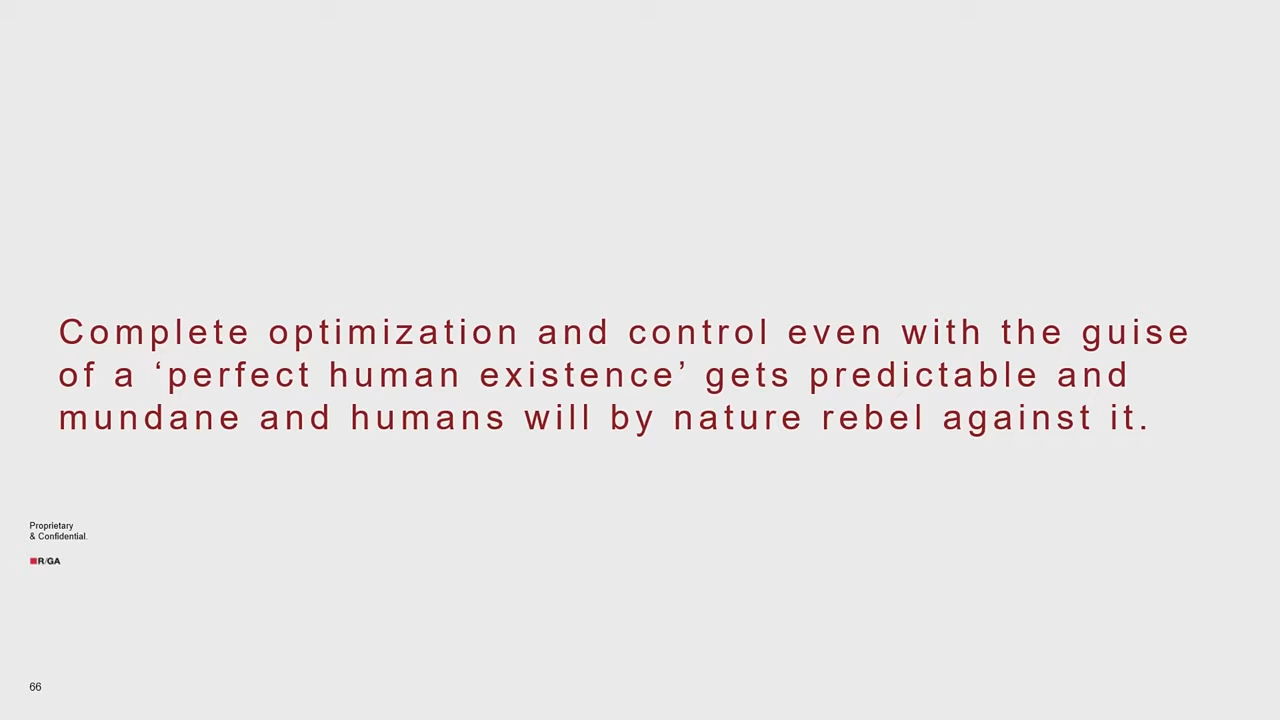 Complete optimization and control even with the guise
of a ‘perfect human existence’ gets predictable and
mundane and humans will by nature rebel against it.
Proprietary
& Confidential.
R/GA
66